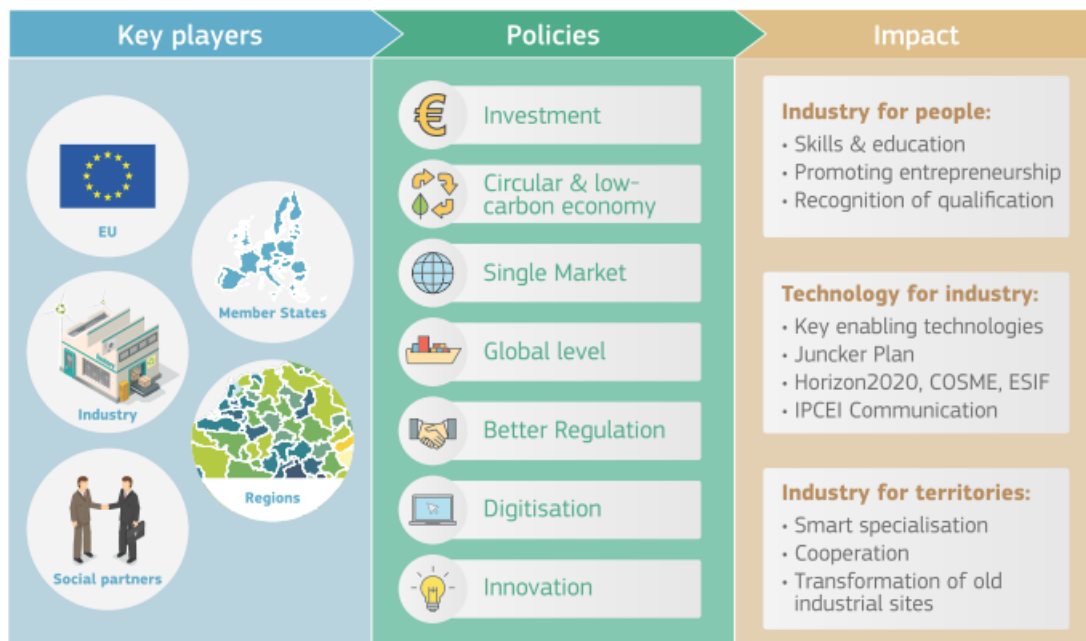 Key players
Policies
Impact
EU
Member States
Industry
Regions
Social partners
Investment
Circular & low-
carbon economy
Single Market
Global level
Better Regulation
Digitisation
Innovation
Industry for people:
• Skills & education
• Promoting entrepreneurship
• Recognition of qualification
Technology for industry:
• Key enabling technologies
• Juncker Plan
• Horizon2020, COSME, ESIF
• IPCEI Communication
Industry for territories:
• Smart specialisation
• Cooperation
• Transformation of old
industrial sites